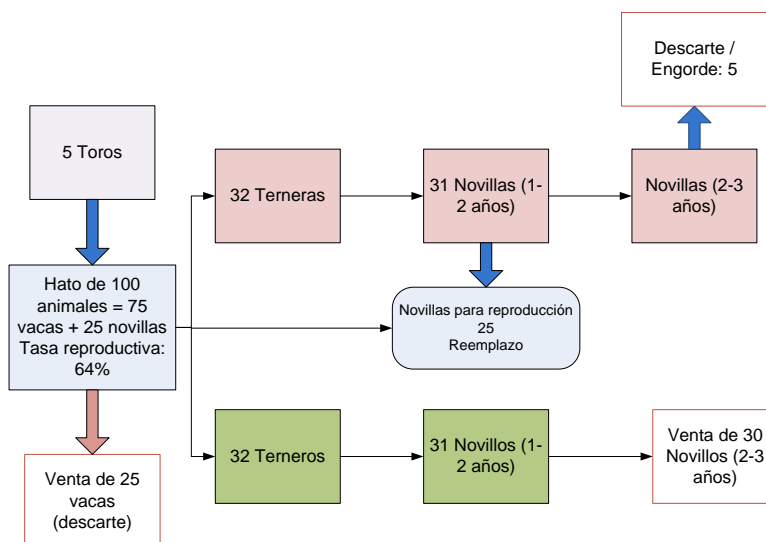 Descarte /
Engorde: 5
5 Toros
32 Terneras
31 Novillas (1-
2 años)
Novillas (2-3
años)
Hato de 100
animales = 75
vacas + 25 novillas
Tasa reproductiva:
64%
Novillas para reproducción
25
Reemplazo
32 Terneros
31 Novillos (1-
2 años)
Venta de 30
Novillos (2-3
años)
Venta de 25
vacas
(descarte)